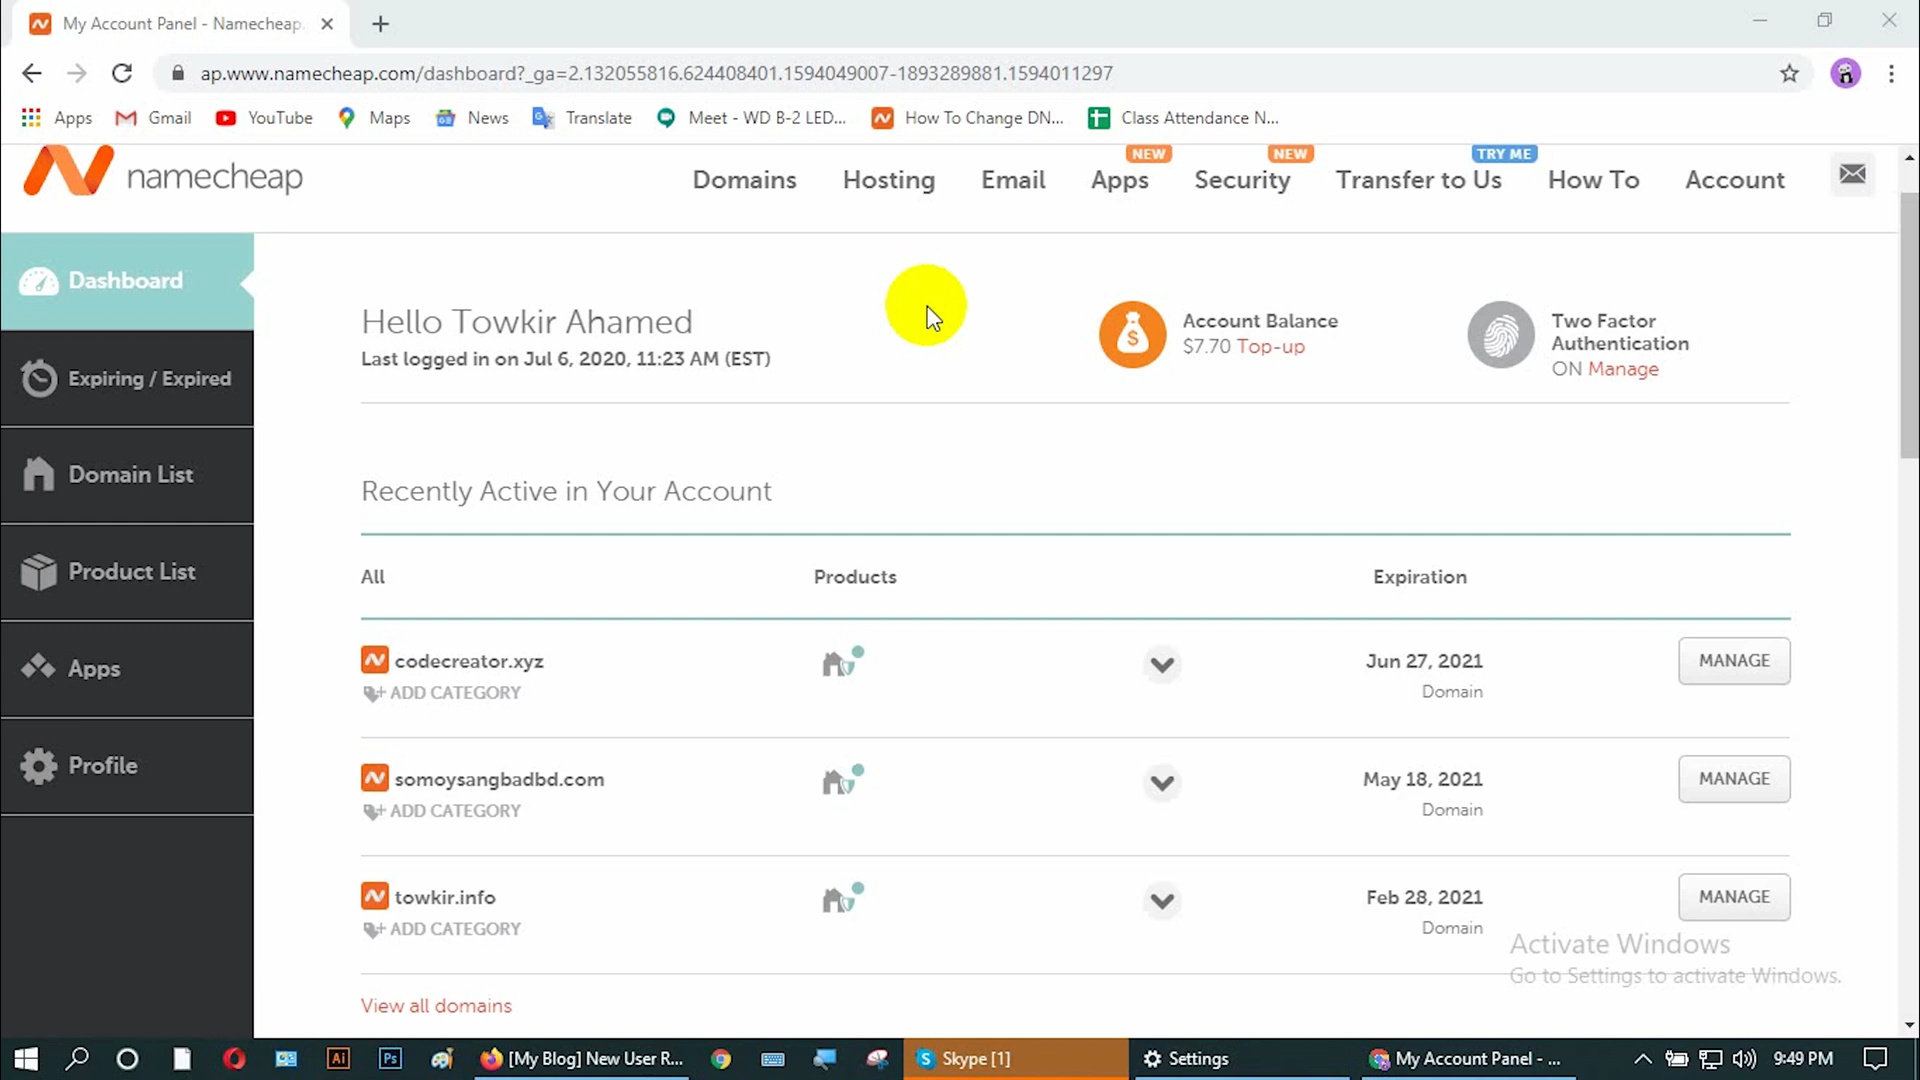 My Account Panel - Namecheap.
ap.www.namecheap.com/dashboard?_ga=2.132055816.624408401.1594049007-1893289881.1594011297
Apps Gmail YouTube Maps News Translate Meet - WD B-2 LED... How To Change DN... Class Attendance N...
namecheap
NEW NEW TRY ME
Domains Hosting Email Apps Security Transfer to Us How To Account
Dashboard
Expiring / Expired
Domain List
Product List
Apps
Profile
Hello Towkir Ahamed
Last logged in on Jul 6, 2020, 11:23 AM (EST)
Account Balance
$7.70 Top-up
Two Factor
Authentication
ON Manage
Recently Active in Your Account
All Products Expiration
codecreator.xyz Jun 27, 2021 MANAGE
ADD CATEGORY Domain
somoysangbadbd.com May 18, 2021 MANAGE
ADD CATEGORY Domain
towkir.info Feb 28, 2021 MANAGE
ADD CATEGORY Domain
View all domains
Activate Windows
Go to Settings to activate Windows.
Ai Ps [My Blog] New User R... Skype [1] Settings My Account Panel - ... 9:49 PM